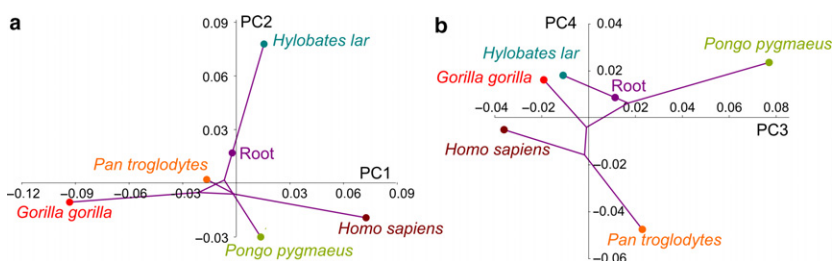 a
0.09
PC2
Hylobates lar
0.06
0.03
Pan troglodytes
Root
PC1
−0.12
−0.09
−0.06
−0.03
0.03
0.09
Gorilla gorilla
Homo sapiens
−0.03
Pongo pygmaeus
b
PC4
0.04
Hylobates lar
Pongo pygmaeus
Gorilla gorilla
0.02
Root
−0.04
−0.02
0.02
0.04
0.06
0.08
PC3
Homo sapiens
−0.02
−0.04
Pan troglodytes
−0.06